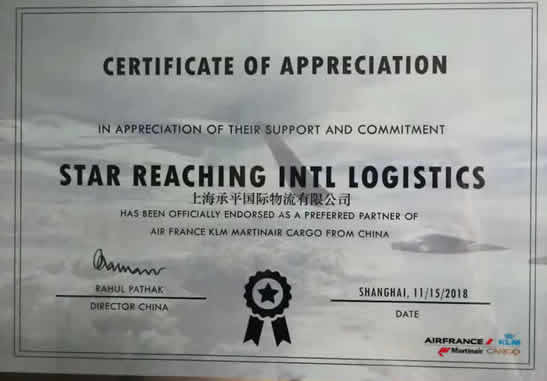 CERTIFICATE OF APPRECIATION
IN APPRECIATION OF THEIR SUPPORT AND COMMITMENT
STAR REACHING INTL LOGISTICS
上海承平国际物流有限公司
HAS BEEN OFFICIALLY ENDORSED AS A PREFERRED PARTNER OF
AIR FRANCE KLM MARTINAIR CARGO FROM CHINA
RAHUL PATHAK
DIRECTOR CHINA
SHANGHAI, 11/15/2018
DATE
AIRFRANCE KLM
Martinair CARGO